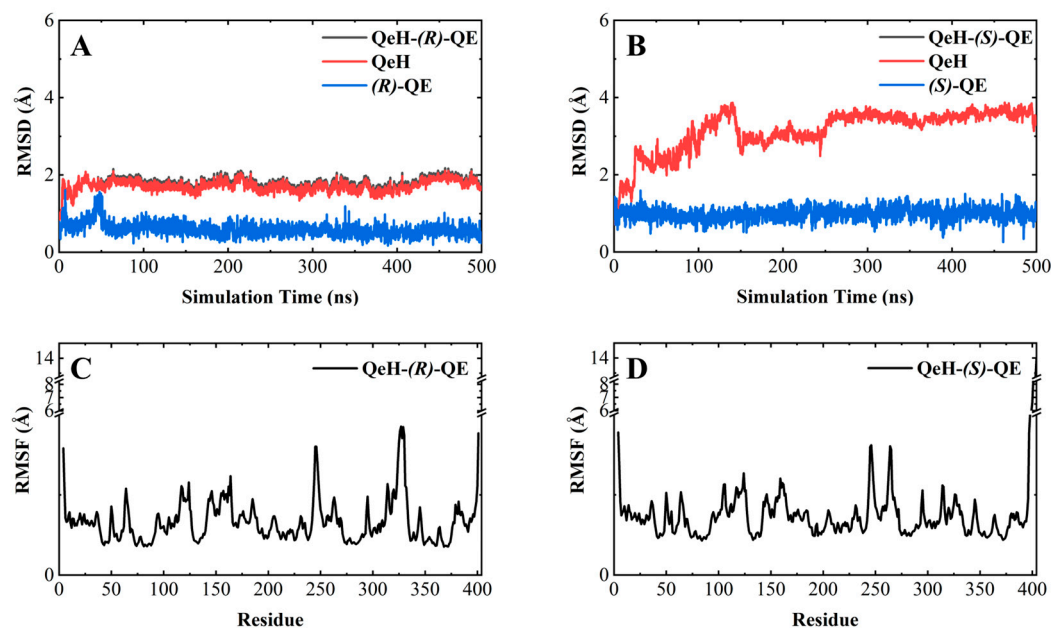 A
QeH-(R)-QE
QeH
(R)-QE
RMSD (Å)
6
4
2
0
0 100 200 300 400 500
Simulation Time (ns)
B
QeH-(S)-QE
QeH
(S)-QE
RMSD (Å)
6
4
2
0
0 100 200 300 400 500
Simulation Time (ns)
C
QeH-(R)-QE
RMSF (Å)
14
8
7
6
0
0 50 100 150 200 250 300 350 400
Residue
D
QeH-(S)-QE
RMSF (Å)
14
8
7
6
0
0 50 100 150 200 250 300 350 400
Residue